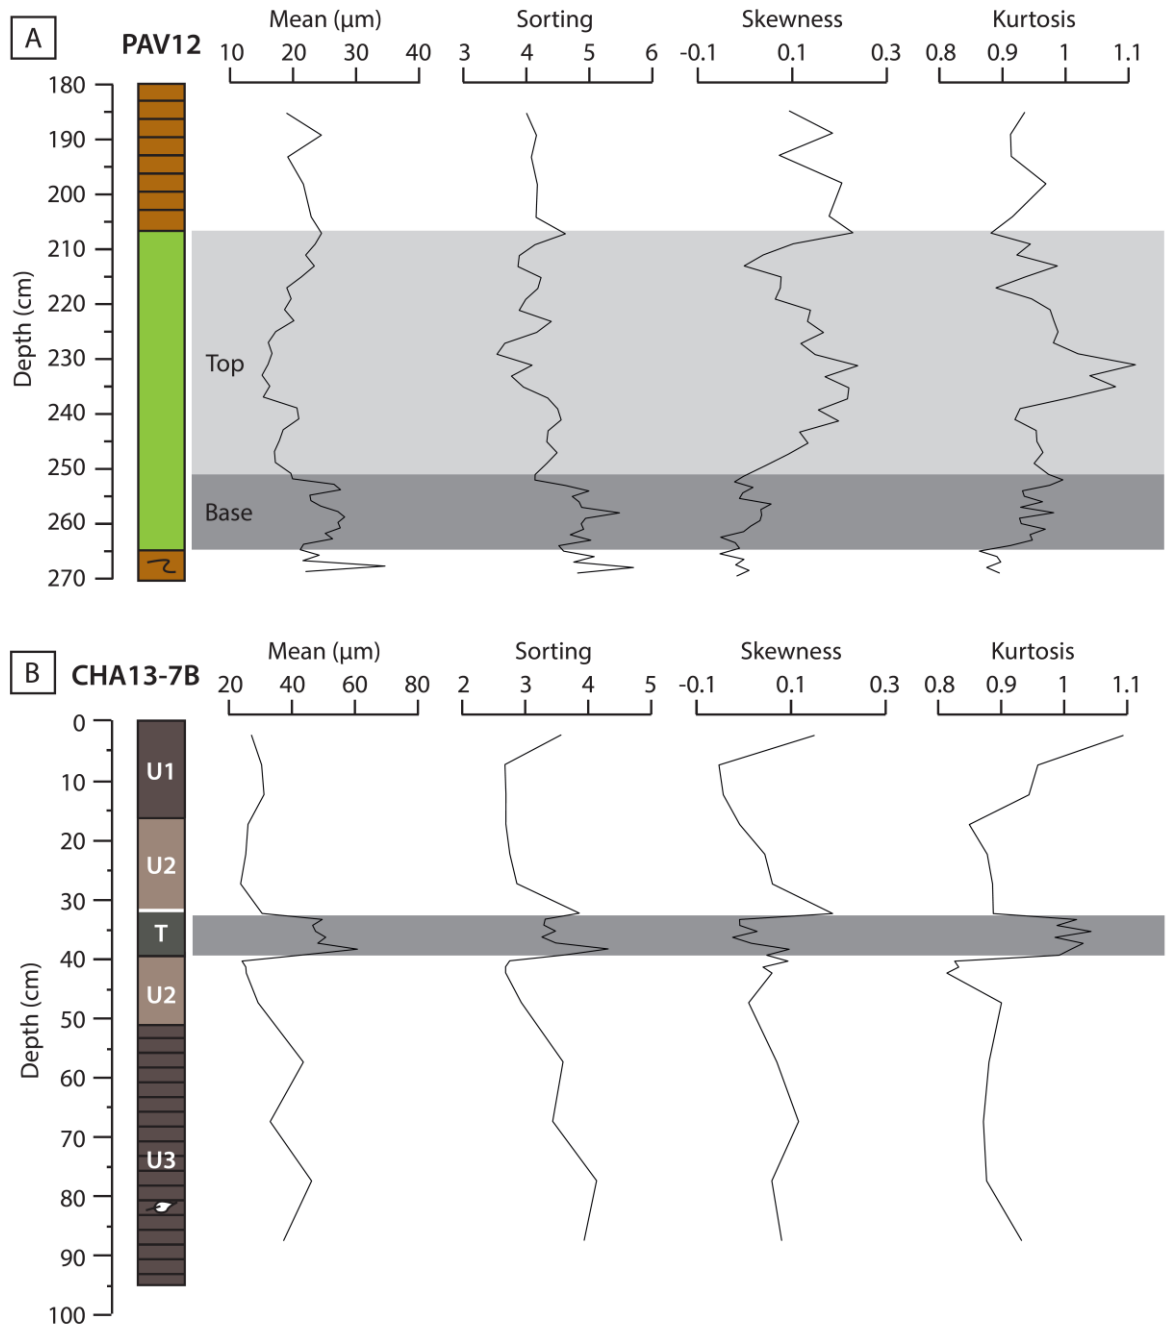 A
PAV12
Mean (μm)
Sorting
Skewness
Kurtosis
10 20 30 40
3 4 5 6
-0.1 0.1 0.3
0.8 0.9 1 1.1
180
190
200
210
220
230
240
250
260
270
Depth (cm)
Top
Base
B
CHA13-7B
Mean (μm)
Sorting
Skewness
Kurtosis
20 40 60 80
2 3 4 5
-0.1 0.1 0.3
0.8 0.9 1 1.1
0
10
20
30
40
50
60
70
80
90
100
Depth (cm)
U1
U2
T
U2
U3